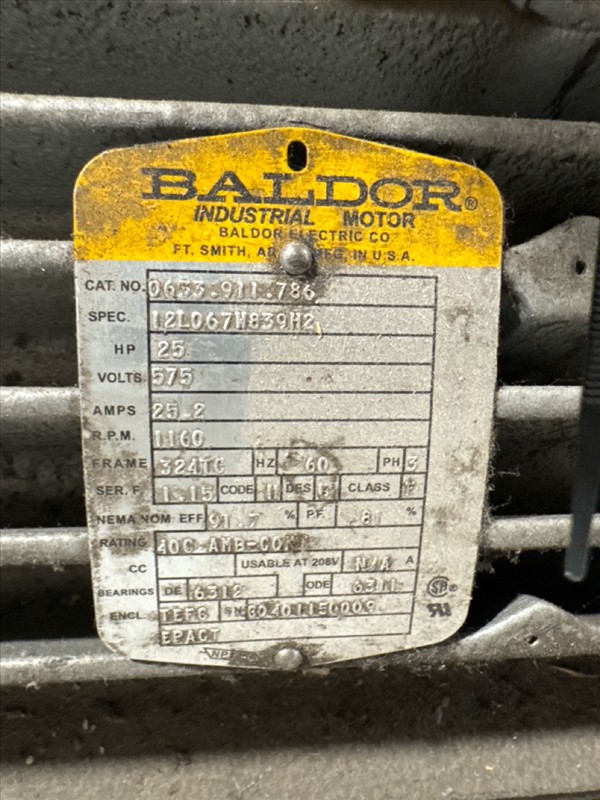 BALDOR®
INDUSTRIAL MOTOR
BALDOR ELECTRIC CO
FT. SMITH, AR MFG. IN U.S.A.
CAT. NO. 0633.911.786
SPEC. 12L067W839H2
HP 25
VOLTS 575
AMPS 25.2
R.P.M. 1160
FRAME 324TC HZ 60 PH 3
SER. F. 1.15 CODE DES CLASS F
NEMA NOM EFF 91.7 % P.F. 81 %
RATING 40C-AMB-CONT
CC USABLE AT 208V N/A A
BEARINGS DE 6312 ODE 6311
ENCL. TEFC SN
EPACT